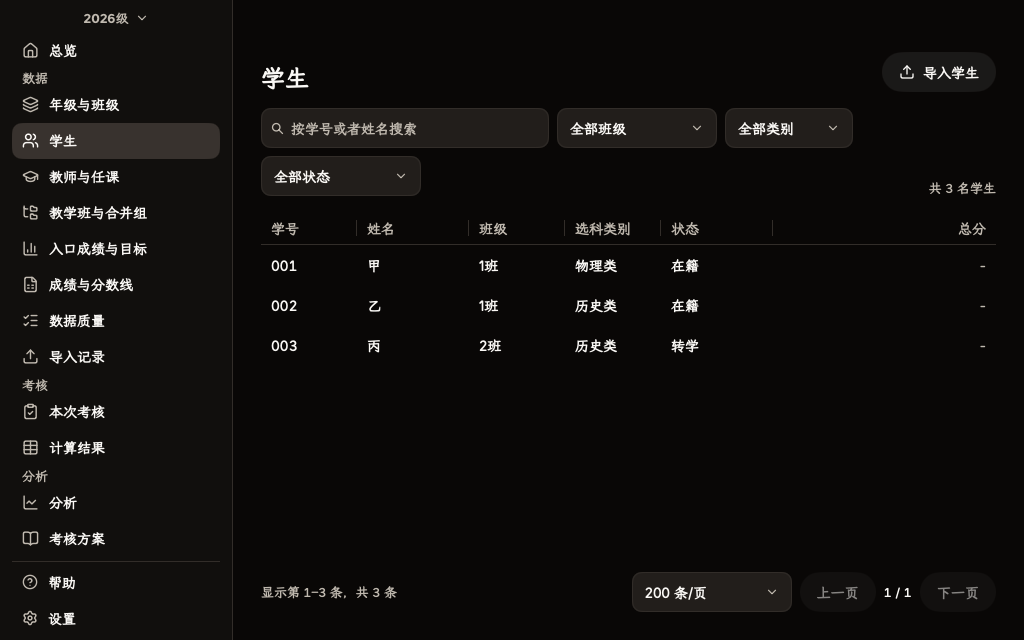 2026级
总览
数据
年级与班级
学生
教师与任课
教学班与合并组
入口成绩与目标
成绩与分数线
数据质量
导入记录
考核
本次考核
计算结果
分析
分析
考核方案
帮助
设置
学生
导入学生
按学号或者姓名搜索
全部班级
全部类别
全部状态
共 3 名学生
学号 姓名 班级 选科类别 状态 总分
001 甲 1班 物理类 在籍 -
002 乙 1班 历史类 在籍 -
003 丙 2班 历史类 转学 -
显示第 1–3 条，共 3 条
200 条/页
上一页
1 / 1
下一页